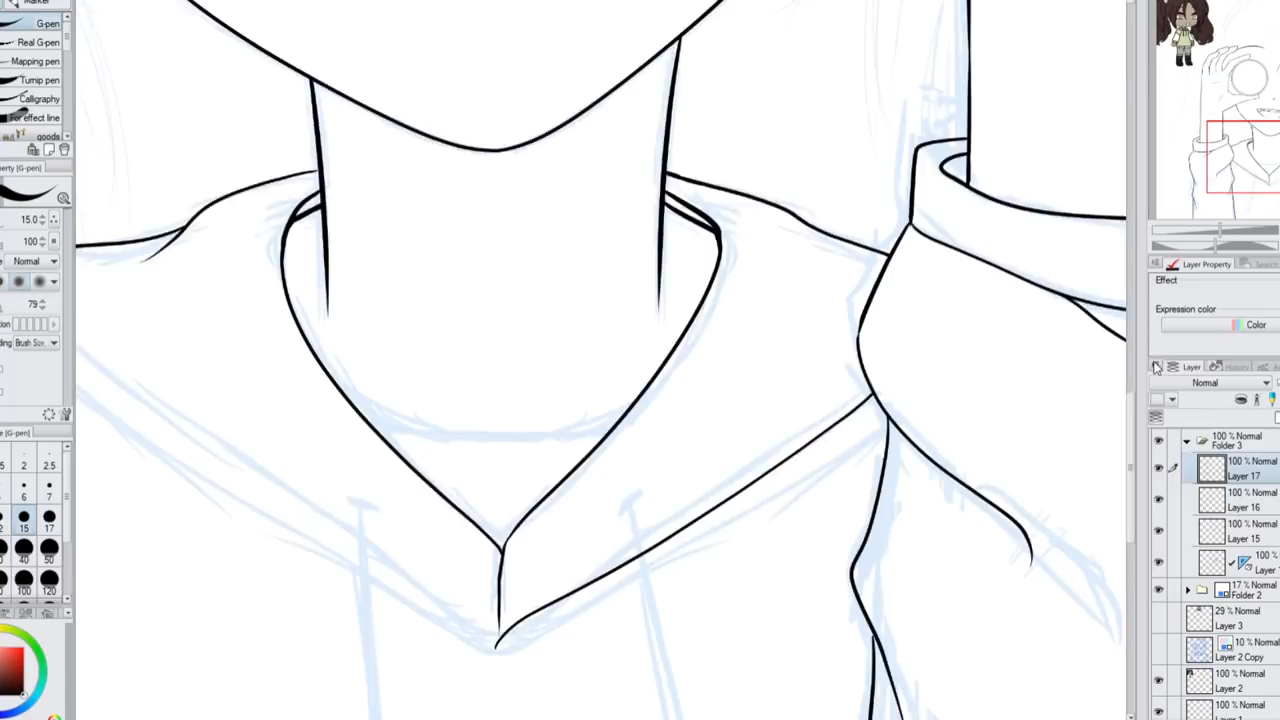 Marker
G-pen
Real G-pen
Mapping pen
Turnip pen
Calligraphy
For effect line
goods
perty [G-pen]
15.0
100
Normal
79
Brush Size
[G-pen]
5 2 2.5
6 7
15 17
40 50
60
100 120
Layer Property
Search
Effect
Expression color
Color
Layer
History
Normal
100 % Normal
Folder 3
100 % Normal
Layer 17
100 % Normal
Layer 16
100 % Normal
Layer 15
100 %
Layer
17 % Normal
Folder 2
29 % Normal
Layer 3
10 % Normal
Layer 2 Copy
100 % Normal
Layer 2
100 % Normal